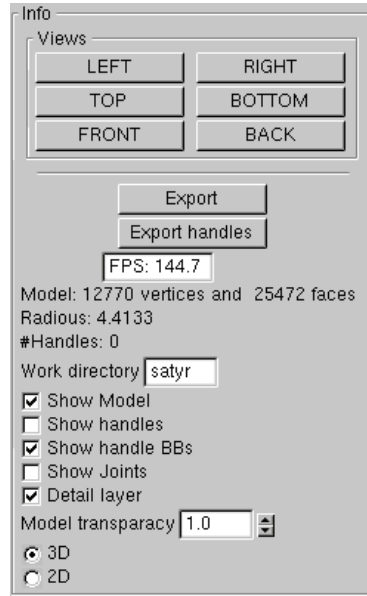 Info
Views
LEFT RIGHT
TOP BOTTOM
FRONT BACK
Export
Export handles
FPS: 144.7
Model: 12770 vertices and 25472 faces
Radious: 4.4133
#Handles: 0
Work directory satyr
Show Model
Show handles
Show handle BBs
Show Joints
Detail layer
Model transparacy 1.0
3D
2D